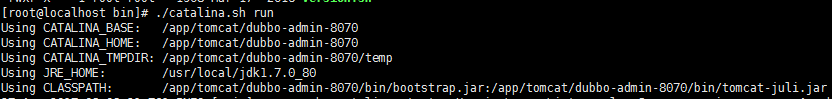 [root@localhost bin]# ./catalina.sh run
Using CATALINA_BASE:   /app/tomcat/dubbo-admin-8070
Using CATALINA_HOME:   /app/tomcat/dubbo-admin-8070
Using CATALINA_TMPDIR: /app/tomcat/dubbo-admin-8070/temp
Using JRE_HOME:        /usr/local/jdk1.7.0_80
Using CLASSPATH:       /app/tomcat/dubbo-admin-8070/bin/bootstrap.jar:/app/tomcat/dubbo-admin-8070/bin/tomcat-juli.jar